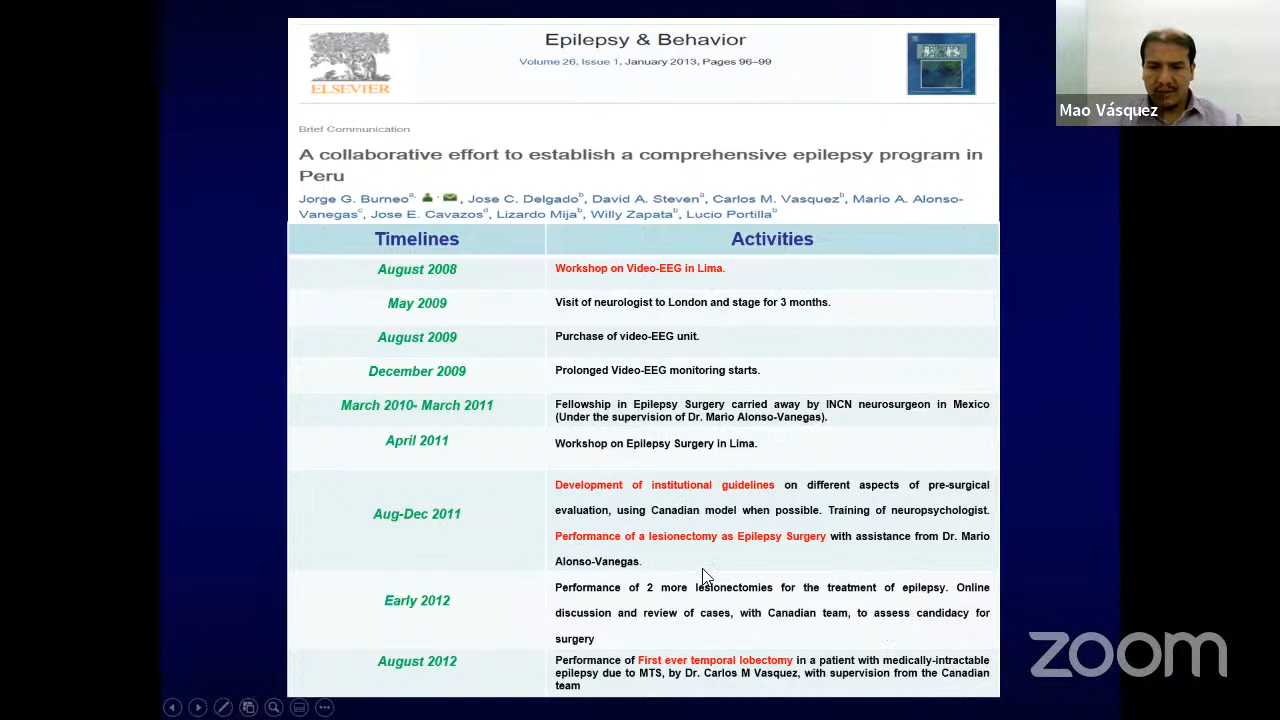 Epilepsy & Behavior
Volume 26, Issue 1, January 2013, Pages 96–99
ELSEVIER
Mao Vásquez
Brief Communication
A collaborative effort to establish a comprehensive epilepsy program in
Peru
Jorge G. Burneo a, , Jose C. Delgado b, David A. Steven a, Carlos M. Vasquez b, Mario A. Alonso-
Vanegas c, Jose E. Cavazos d, Lizardo Mija b, Willy Zapata b, Lucio Portilla b
Timelines Activities
August 2008 Workshop on Video-EEG in Lima.
May 2009 Visit of neurologist to London and stage for 3 months.
August 2009 Purchase of video-EEG unit.
December 2009 Prolonged Video-EEG monitoring starts.
March 2010- March 2011 Fellowship in Epilepsy Surgery carried away by INCN neurosurgeon in Mexico
(Under the supervision of Dr. Mario Alonso-Vanegas).
April 2011 Workshop on Epilepsy Surgery in Lima.
Aug-Dec 2011 Development of institutional guidelines on different aspects of pre-surgical
evaluation, using Canadian model when possible. Training of neuropsychologist.
Performance of a lesionectomy as Epilepsy Surgery with assistance from Dr. Mario
Alonso-Vanegas.
Early 2012 Performance of 2 more lesionectomies for the treatment of epilepsy. Online
discussion and review of cases, with Canadian team, to assess candidacy for
surgery
August 2012 Performance of First ever temporal lobectomy in a patient with medically-intractable
epilepsy due to MTS, by Dr. Carlos M Vasquez, with supervision from the Canadian
team
zoom